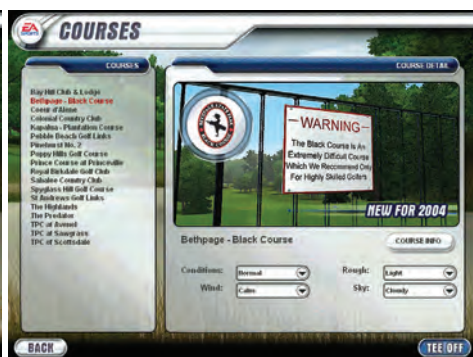 EA
SPORTS
COURSES
COURSES
Bay Hill Club & Lodge
Bethpage - Black Course
Coeur d'Alene
Colonial Country Club
Kapalua - Plantation Course
Pebble Beach Golf Links
Pinehurst No. 2
Poppy Hills Golf Course
Prince Course at Princeville
Royal Birkdale Golf Club
Sahalee Country Club
Spyglass Hill Golf Course
St Andrews Golf Links
The Highlands
The Predator
TPC at Avenel
TPC at Sawgrass
TPC at Scottsdale
COURSE DETAIL
- WARNING -
The Black Course Is An
Extremely Difficult Course
Which We Recommend Only
For Highly Skilled Golfers
NEW FOR 2004
Bethpage - Black Course
COURSE INFO
Conditions: Normal
Rough: Light
Wind: Calm
Sky: Cloudy
BACK
TEE OFF